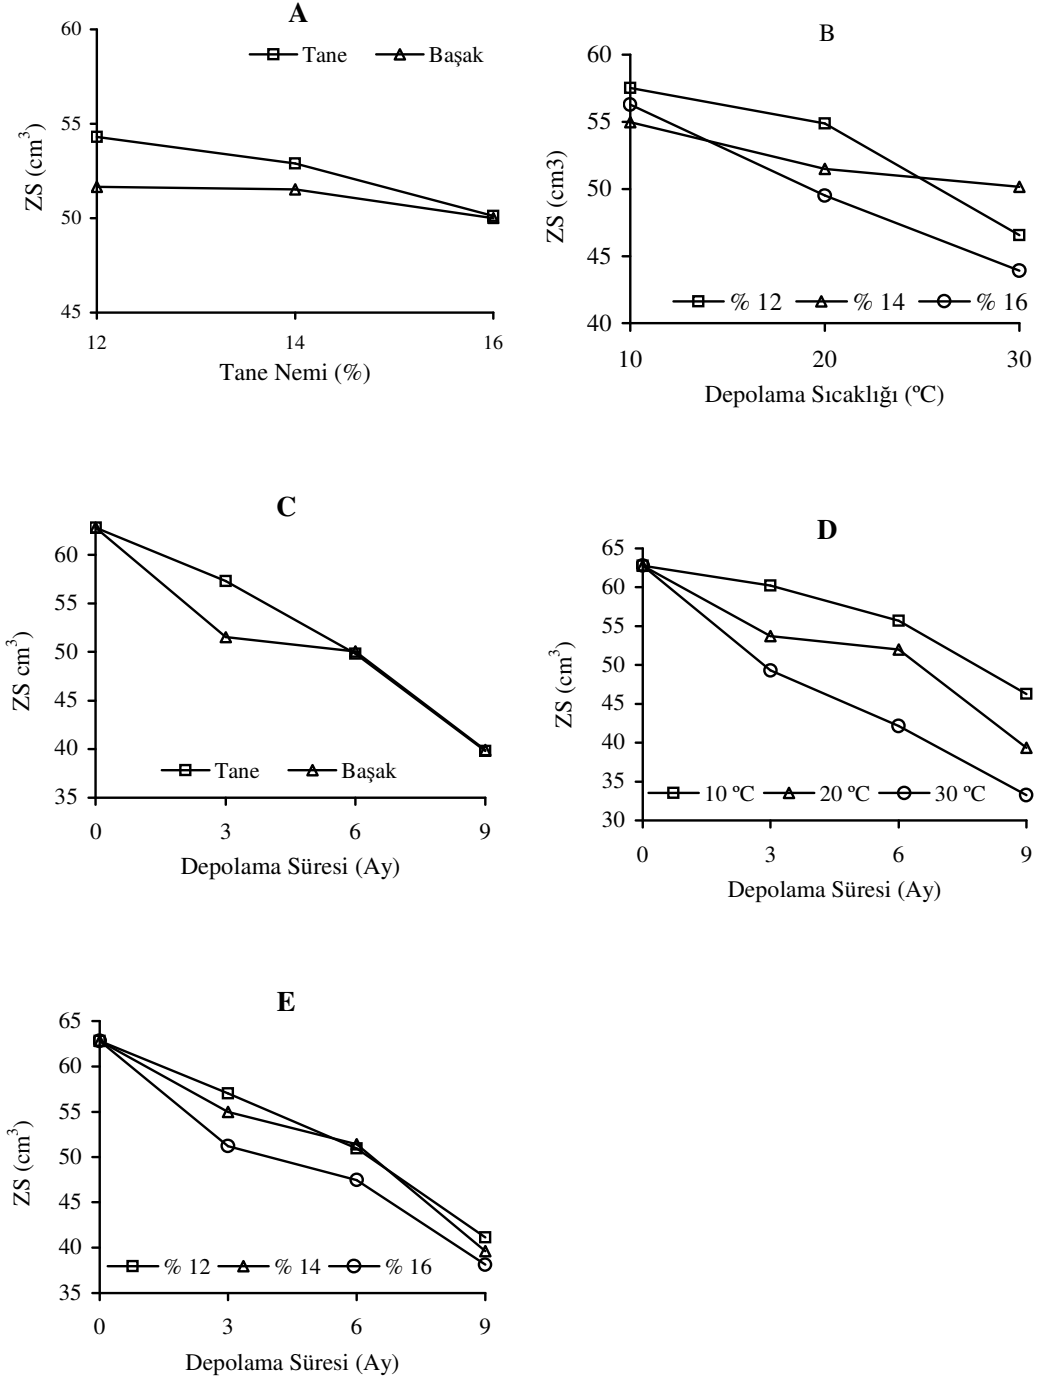 A
60
55
50
45
ZS (cm3)
Tane Başak
12 14 16
Tane Nemi (%)
B
60
55
50
45
40
ZS (cm3)
% 12 % 14 % 16
10 20 30
Depolama Sıcaklığı (ºC)
C
60
55
50
45
40
35
ZS cm3)
Tane Başak
0 3 6 9
Depolama Süresi (Ay)
D
65
60
55
50
45
40
35
30
ZS (cm3)
10 ºC 20 ºC 30 ºC
0 3 6 9
Depolama Süresi (Ay)
E
65
60
55
50
45
40
35
ZS (cm3)
% 12 % 14 % 16
0 3 6 9
Depolama Süresi (Ay)